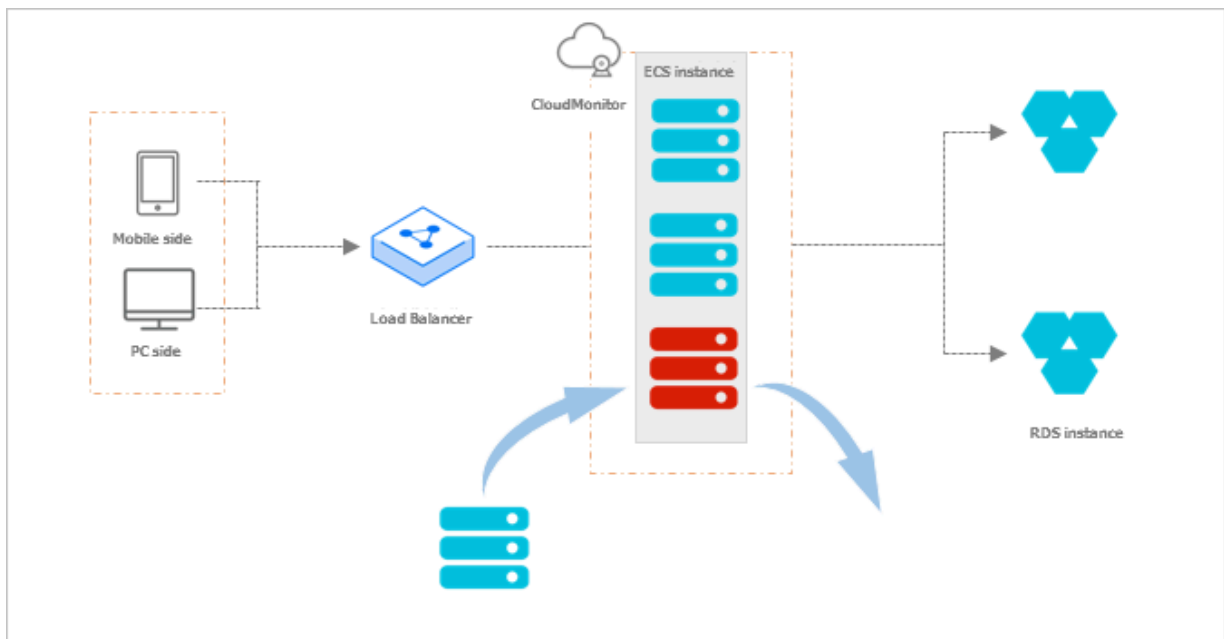 ECS instance
CloudMonitor
Mobile side
Load Balancer
PC side
RDS instance